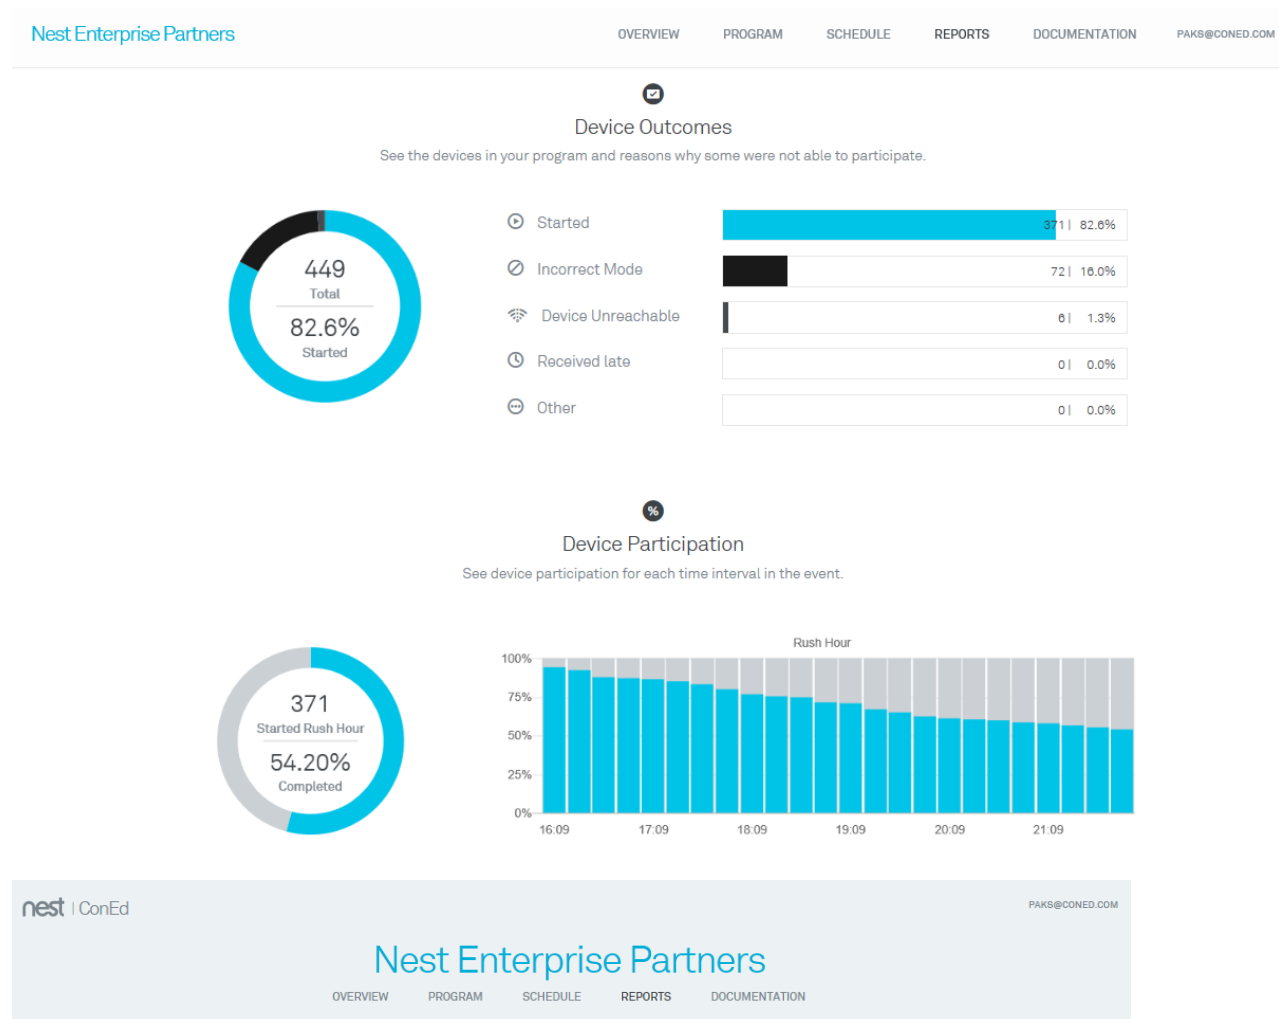 Nest Enterprise Partners
OVERVIEW PROGRAM SCHEDULE REPORTS DOCUMENTATION PAKS@CONED.COM
Device Outcomes
See the devices in your program and reasons why some were not able to participate.
449
Total
82.6%
Started
Started 371 | 82.6%
Incorrect Mode 72 | 16.0%
Device Unreachable 6 | 1.3%
Received late 0 | 0.0%
Other 0 | 0.0%
%
Device Participation
See device participation for each time interval in the event.
371
Started Rush Hour
54.20%
Completed
Rush Hour
100%
75%
50%
25%
0%
16:09 17:09 18:09 19:09 20:09 21:09
nest | ConEd PAKS@CONED.COM
Nest Enterprise Partners
OVERVIEW PROGRAM SCHEDULE REPORTS DOCUMENTATION